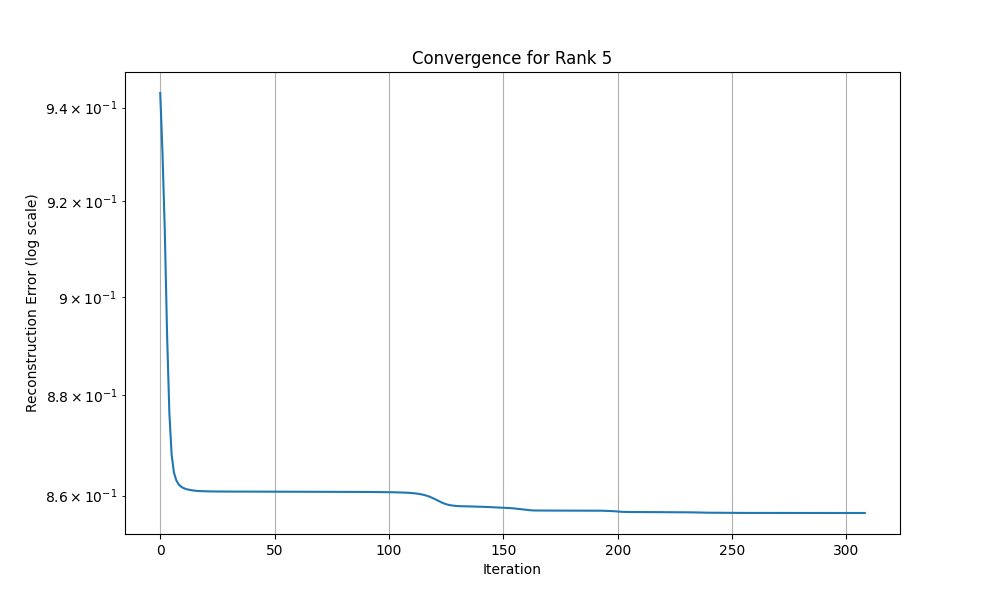 Convergence for Rank 5
Reconstruction Error (log scale)
9.4 × 10⁻¹
9.2 × 10⁻¹
9 × 10⁻¹
8.8 × 10⁻¹
8.6 × 10⁻¹
0 50 100 150 200 250 300
Iteration